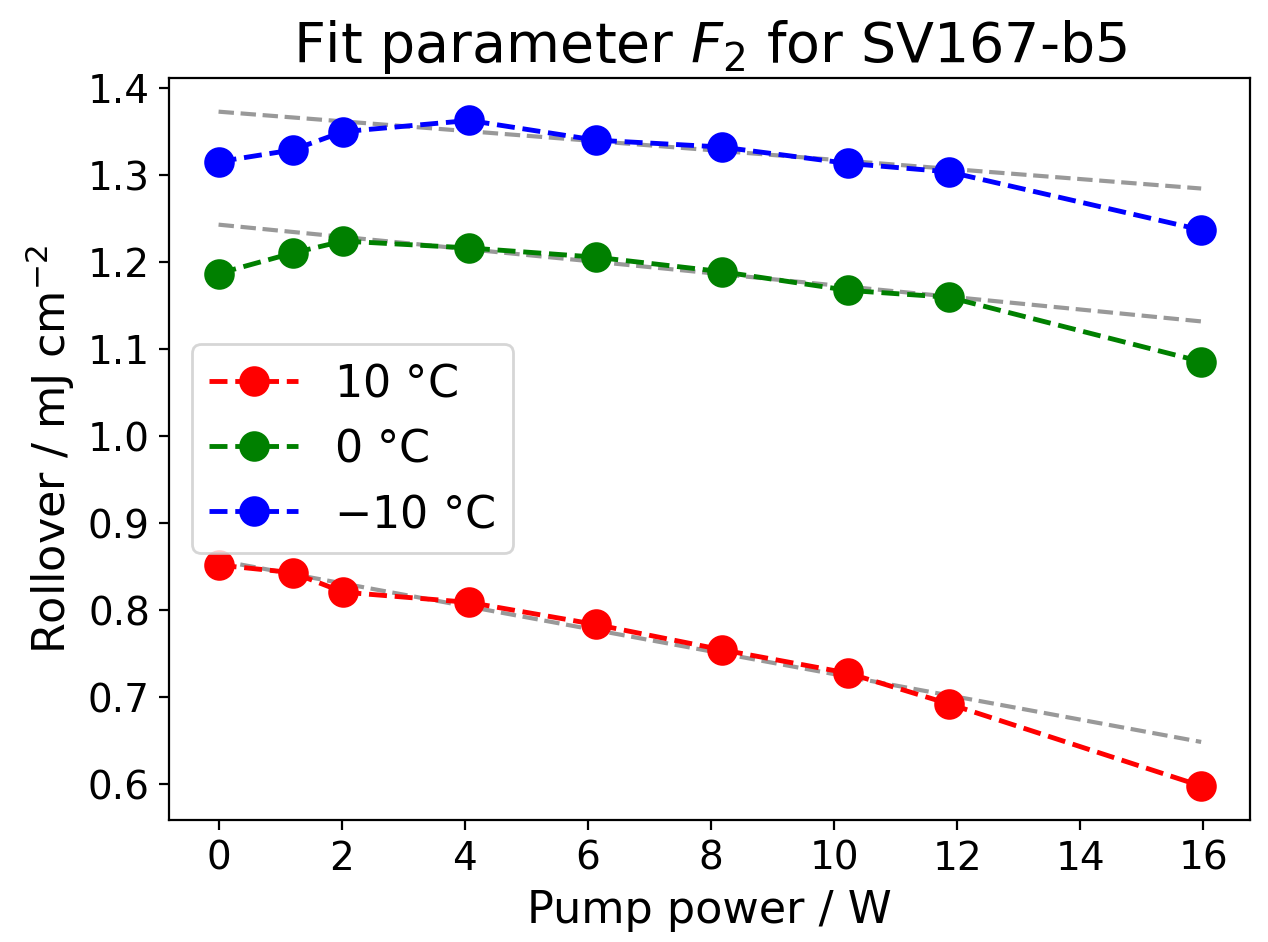 Fit parameter F₂ for SV167-b5
1.4
1.3
1.2
1.1
1.0
0.9
0.8
0.7
0.6
Rollover / mJ cm⁻²
10 °C
0 °C
−10 °C
0 2 4 6 8 10 12 14 16
Pump power / W